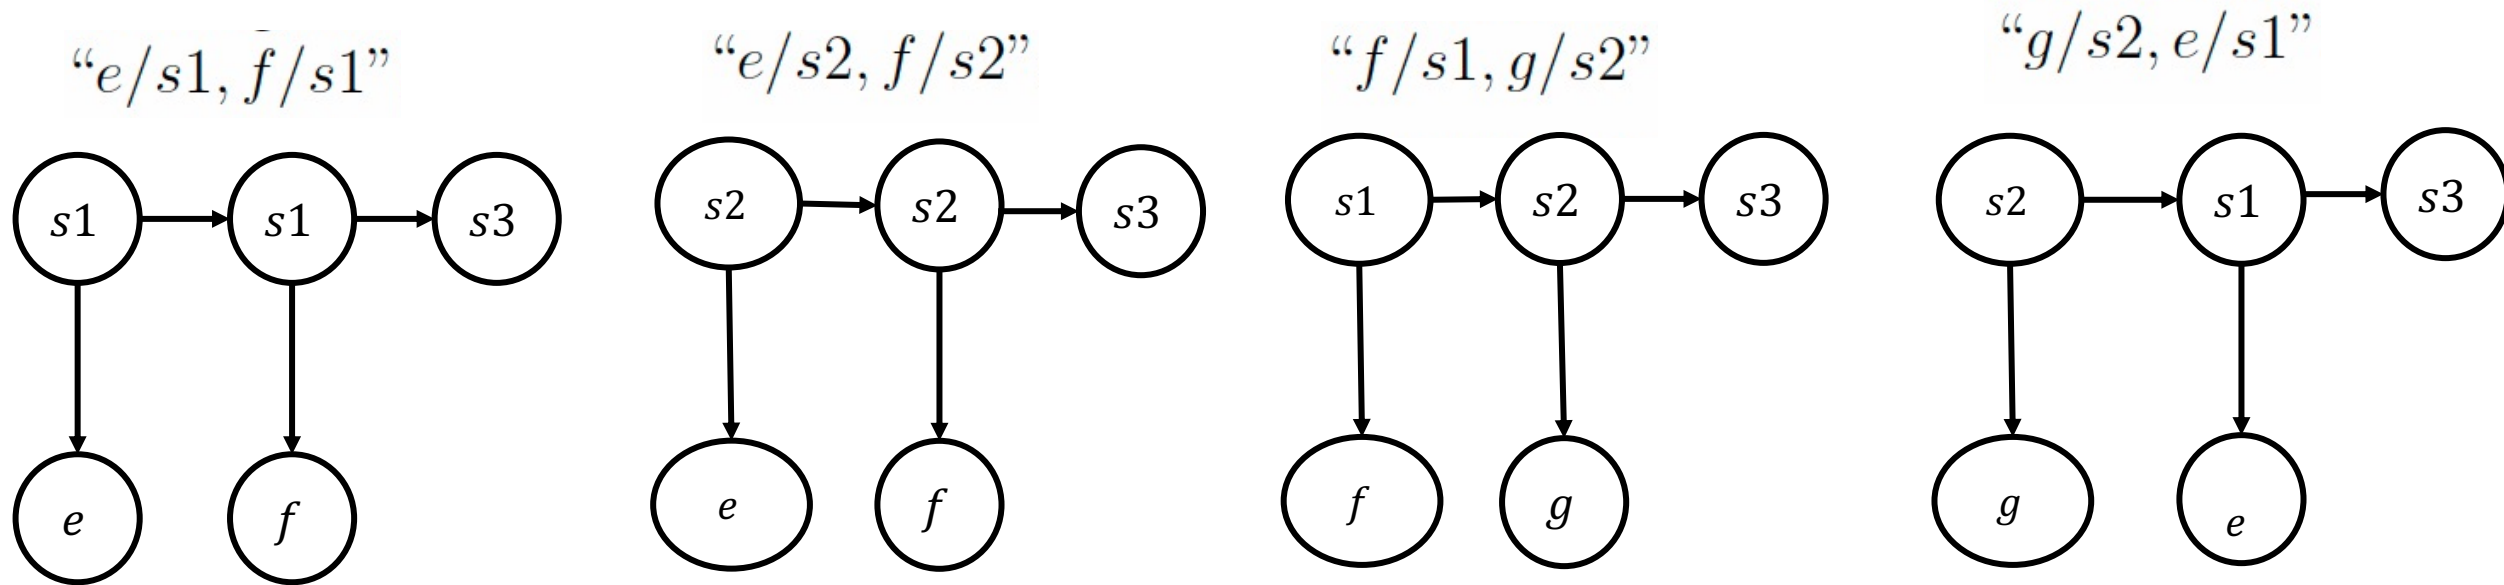 “e/s1, f/s1”
“e/s2, f/s2”
“f/s1, g/s2”
“g/s2, e/s1”
s1 s1 s3
s2 s2 s3
s1 s2 s3
s2 s1 s3
e f
e f
f g
g e